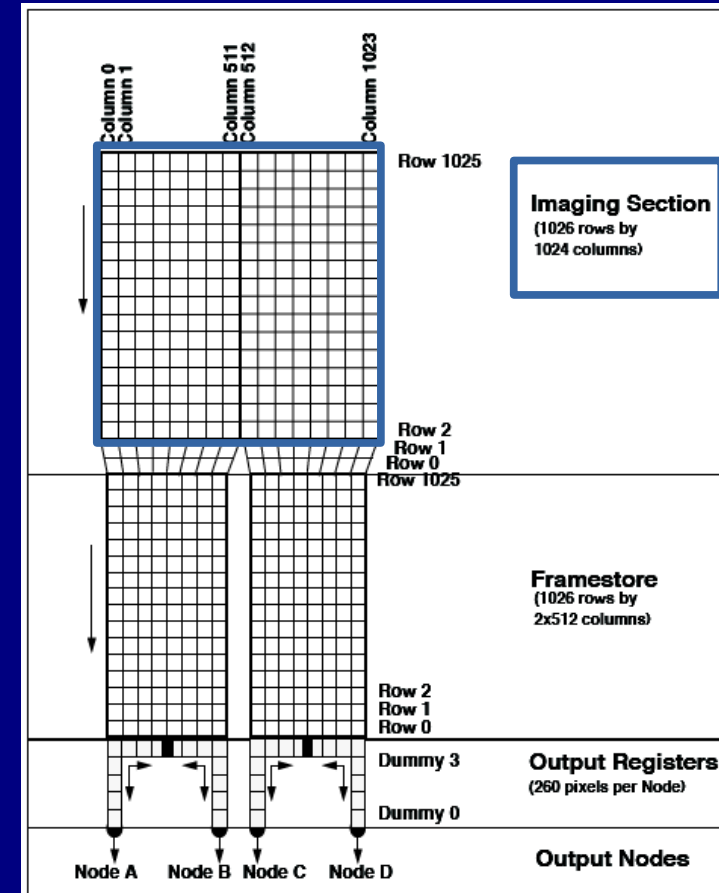 Column 0
Column 1
Column 511
Column 512
Column 1023
Row 1025
Imaging Section
(1026 rows by
1024 columns)
Row 2
Row 1
Row 0
Row 1025
Framestore
(1026 rows by
2x512 columns)
Row 2
Row 1
Row 0
Dummy 3
Output Registers
(260 pixels per Node)
Dummy 0
Output Nodes
Node A
Node B
Node C
Node D